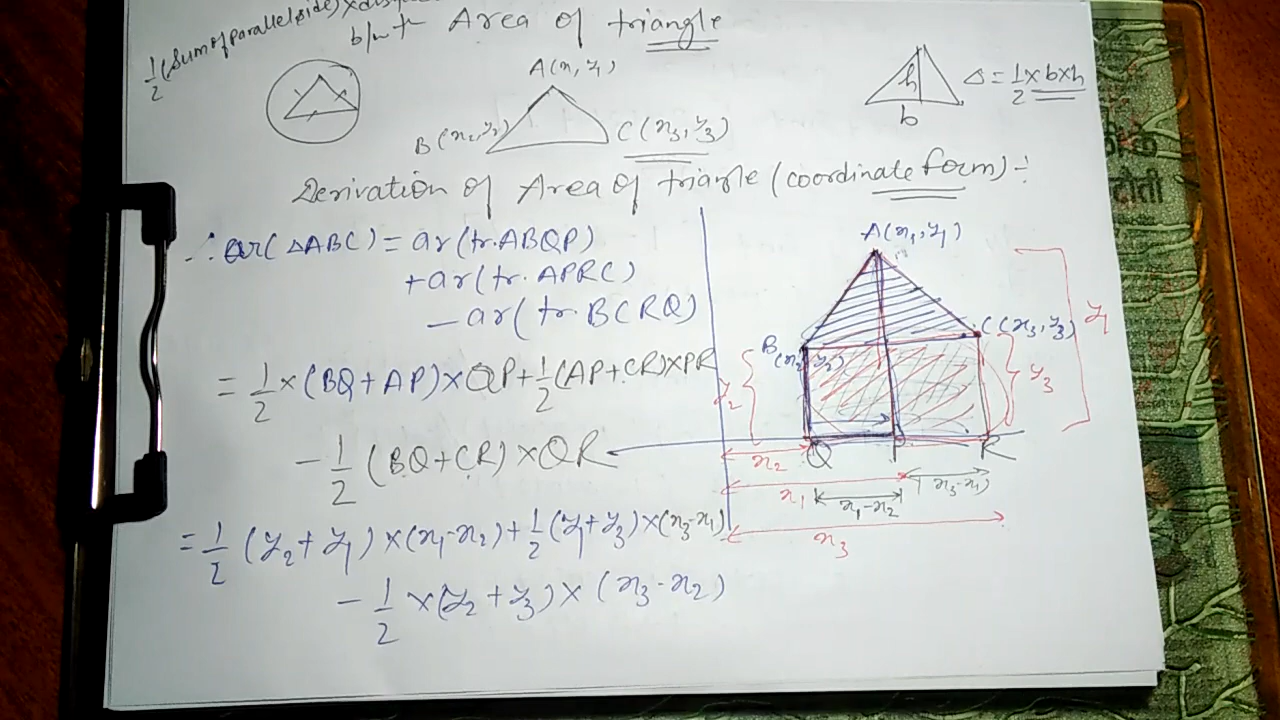 1/2 (Sum of parallel side) x dis
b/w
Area of triangle
A(x, y1)
B(x2, y2)
C(x3, y3)
h
b
Δ = 1/2 × b × h
Derivation of Area of triangle (coordinate form) :-
∴ ar(ΔABC) = ar(tr. ABQP)
+ ar(tr. APRC)
- ar(tr. BCRQ)
= 1/2 × (BQ + AP) × QP + 1/2 (AP + CR) × PR
- 1/2 (BQ + CR) × QR
= 1/2 (y2 + y1) × (x1 - x2) + 1/2 (y1 + y3) × (x3 - x1)
- 1/2 × (y2 + y3) × (x3 - x2)
A(x1, y1)
B(x2, y2)
C(x3, y3)
y1
y2
y3
Q
P
R
x2
x1
x1 - x2
(x3 - x1)
x3